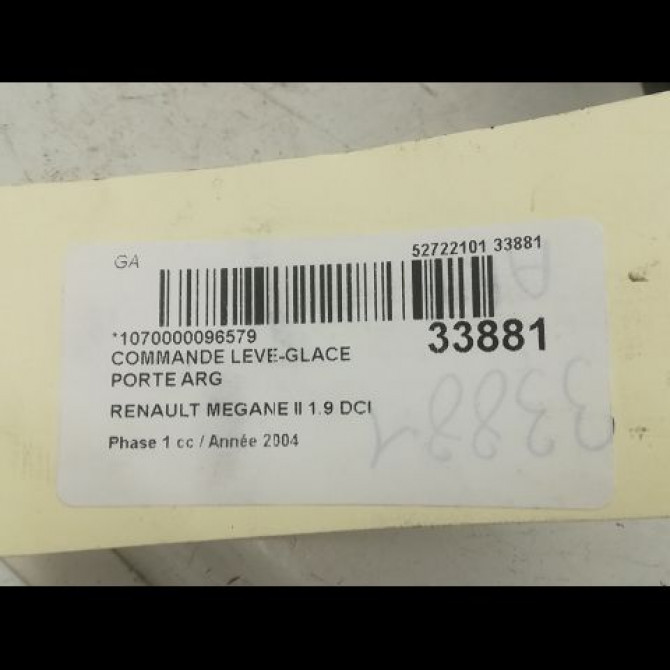 GA
52722101 33881
*1070000096579
33881
COMMANDE LEVE-GLACE
PORTE ARG
RENAULT MEGANE II 1.9 DCI
Phase 1 cc / Année 2004
33881